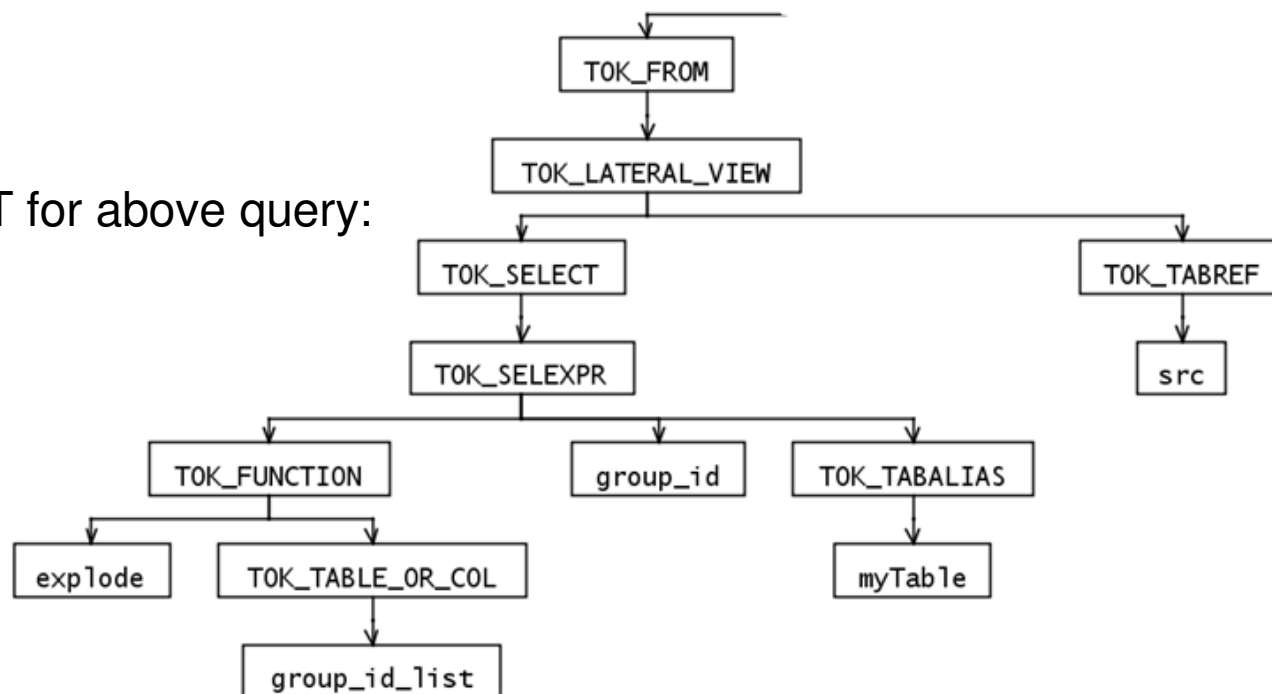 TOK_FROM
TOK_LATERAL_VIEW
T for above query:
TOK_SELECT
TOK_TABREF
TOK_SELEXPR
src
TOK_FUNCTION
group_id
TOK_TABALIAS
explode
TOK_TABLE_OR_COL
myTable
group_id_list